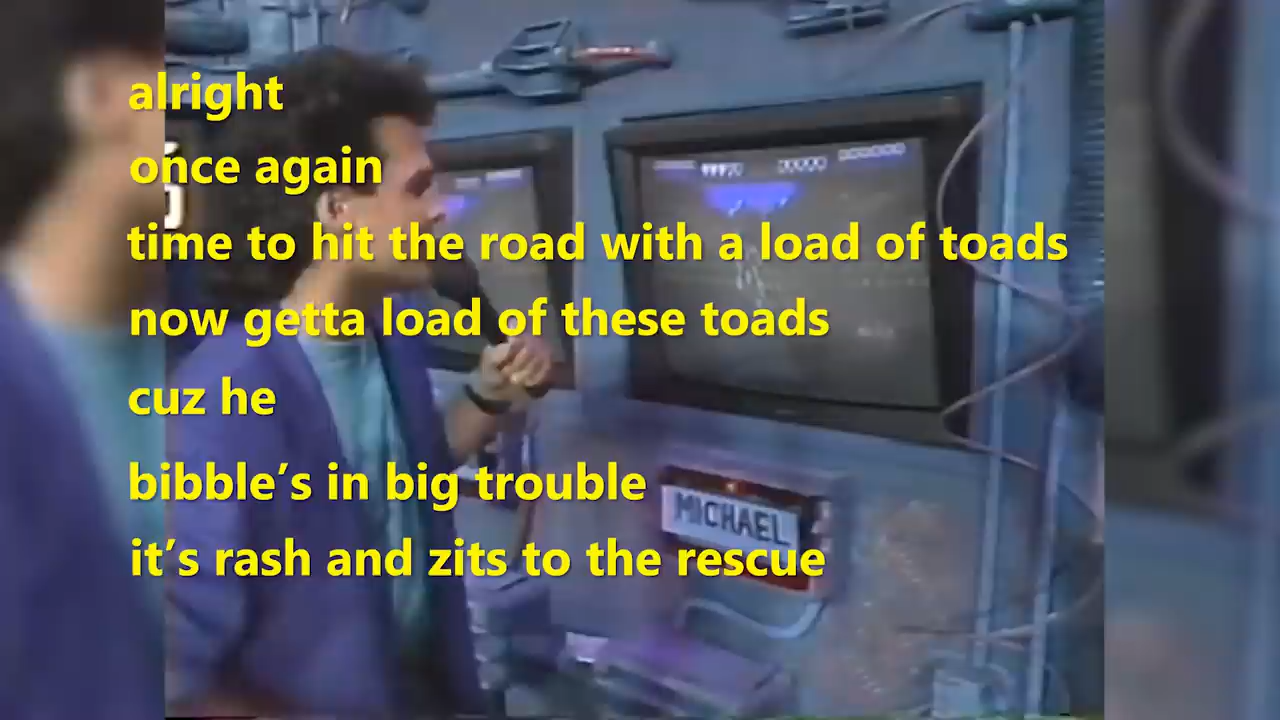 alright
once again
time to hit the road with a load of toads
now getta load of these toads
cuz he
bibble's in big trouble
it's rash and zits to the rescue
MICHAEL